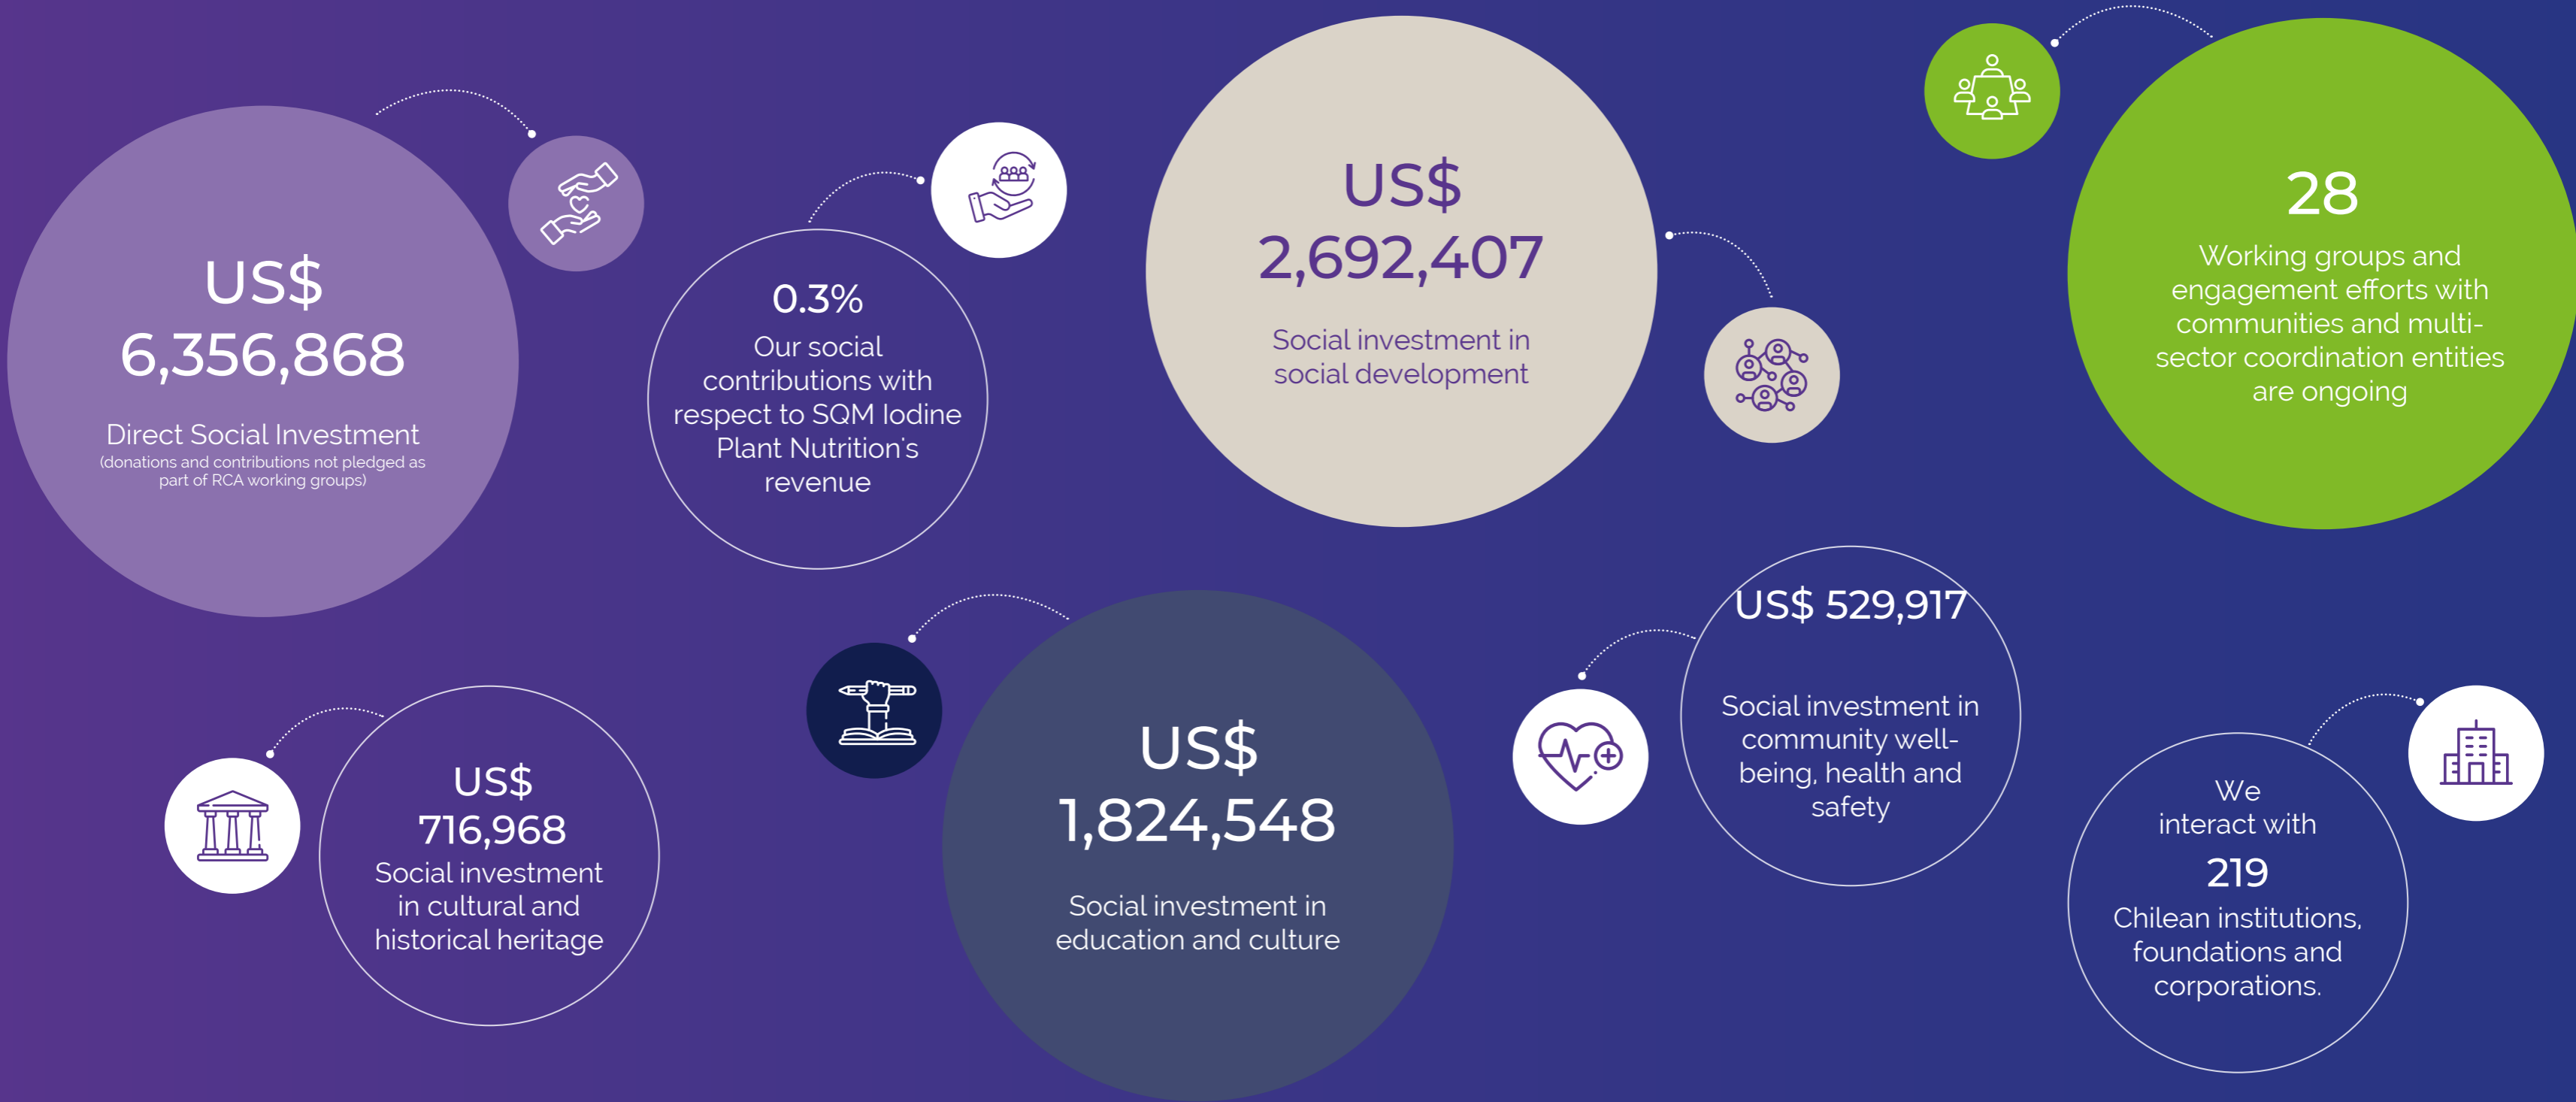 US$
6,356,868
Direct Social Investment
(donations and contributions not pledged as
part of RCA working groups)
0.3%
Our social
contributions with
respect to SQM Iodine
Plant Nutrition's
revenue
US$
2,692,407
Social investment in
social development
28
Working groups and
engagement efforts with
communities and multi-
sector coordination entities
are ongoing
US$
716,968
Social investment
in cultural and
historical heritage
US$
1,824,548
Social investment in
education and culture
US$ 529,917
Social investment in
community well-
being, health and
safety
We
interact with
219
Chilean institutions,
foundations and
corporations.